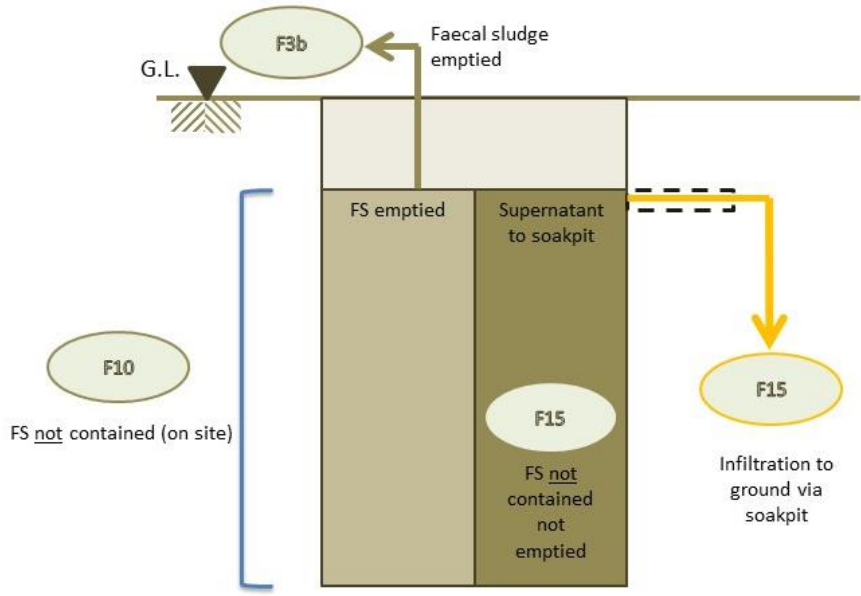 F3b
Faecal sludge
emptied
G.L.
FS emptied
Supernatant
to soakpit
F10
FS not contained (on site)
F15
FS not
contained
not
emptied
F15
Infiltration to
ground via
soakpit